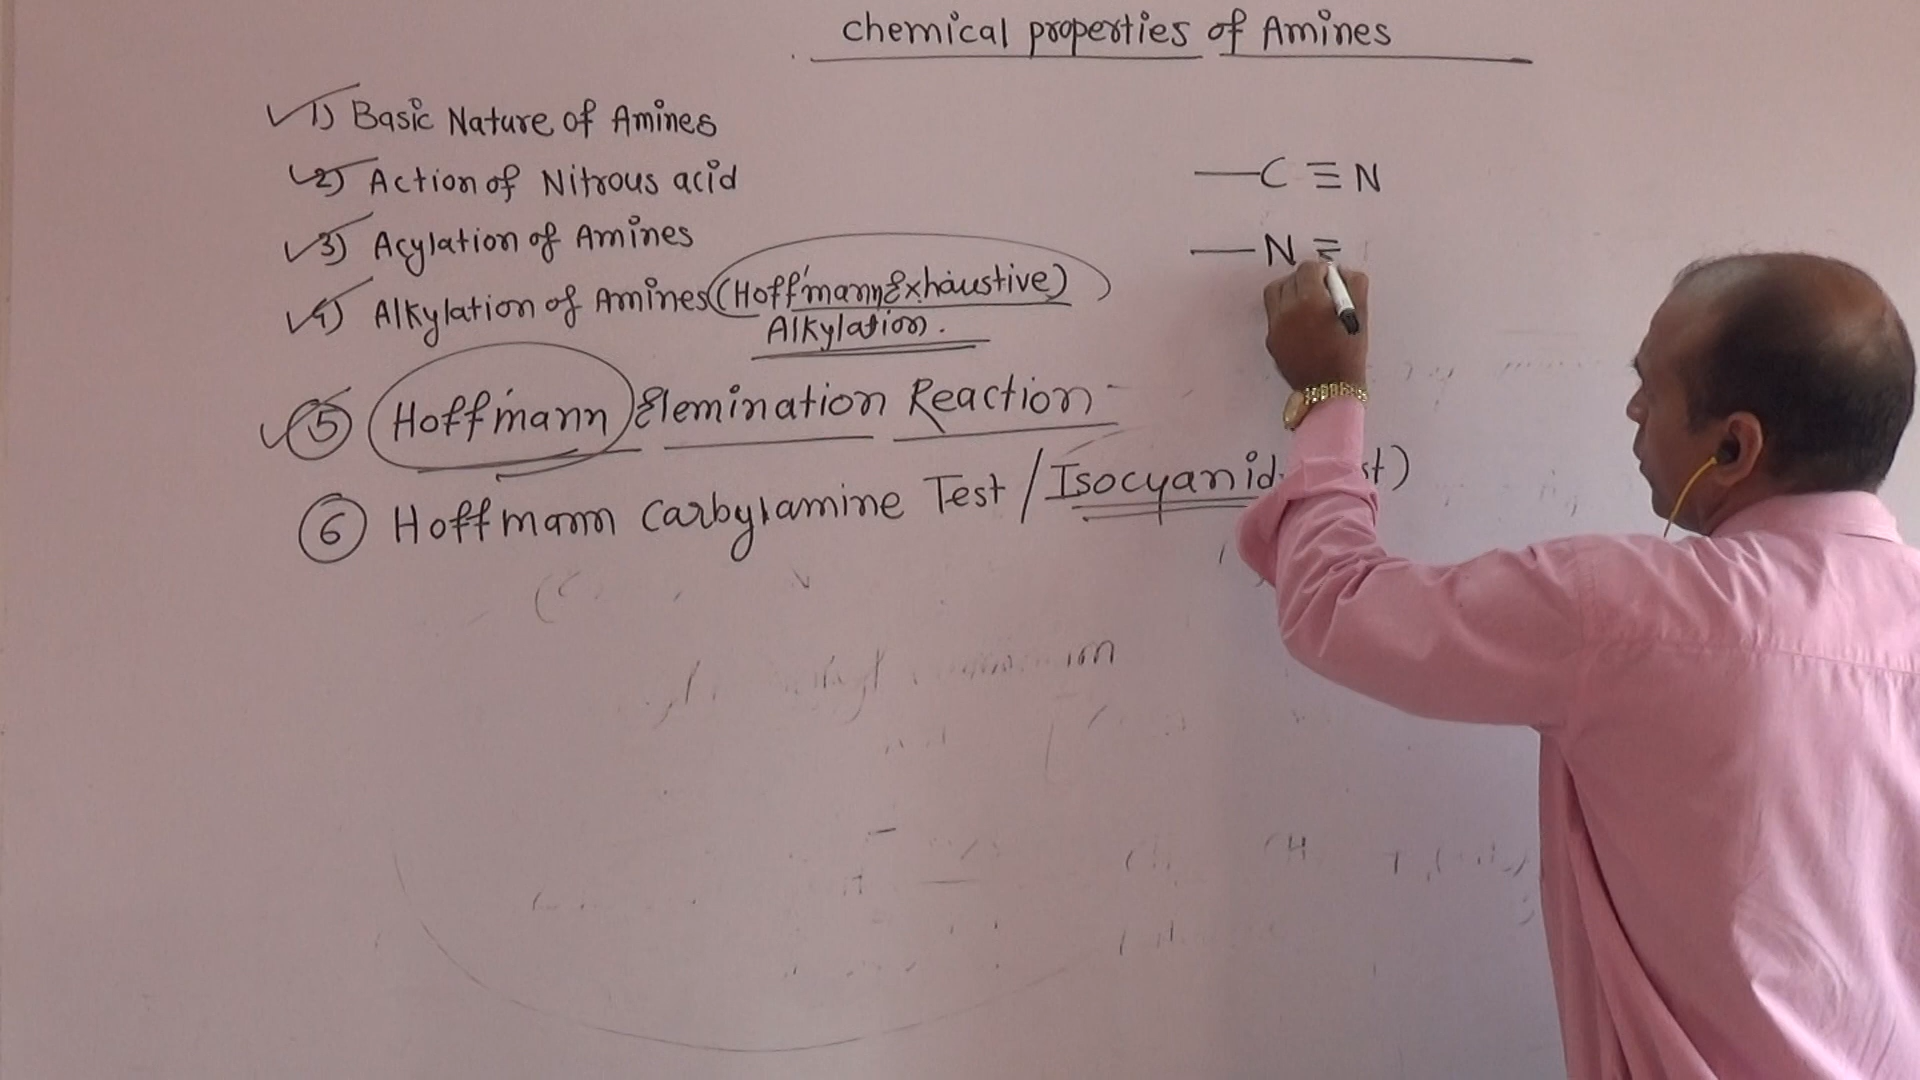 chemical properties of Amines
1) Basic Nature of Amines
2) Action of Nitrous acid
3) Acylation of Amines
4) Alkylation of Amines (Hoffmann Exhaustive)
Alkylation.
5 Hoffmann Elemination Reaction
6 Hoffmann Carbylamine Test / Isocyanid st)
—C ≡ N
—N ≡